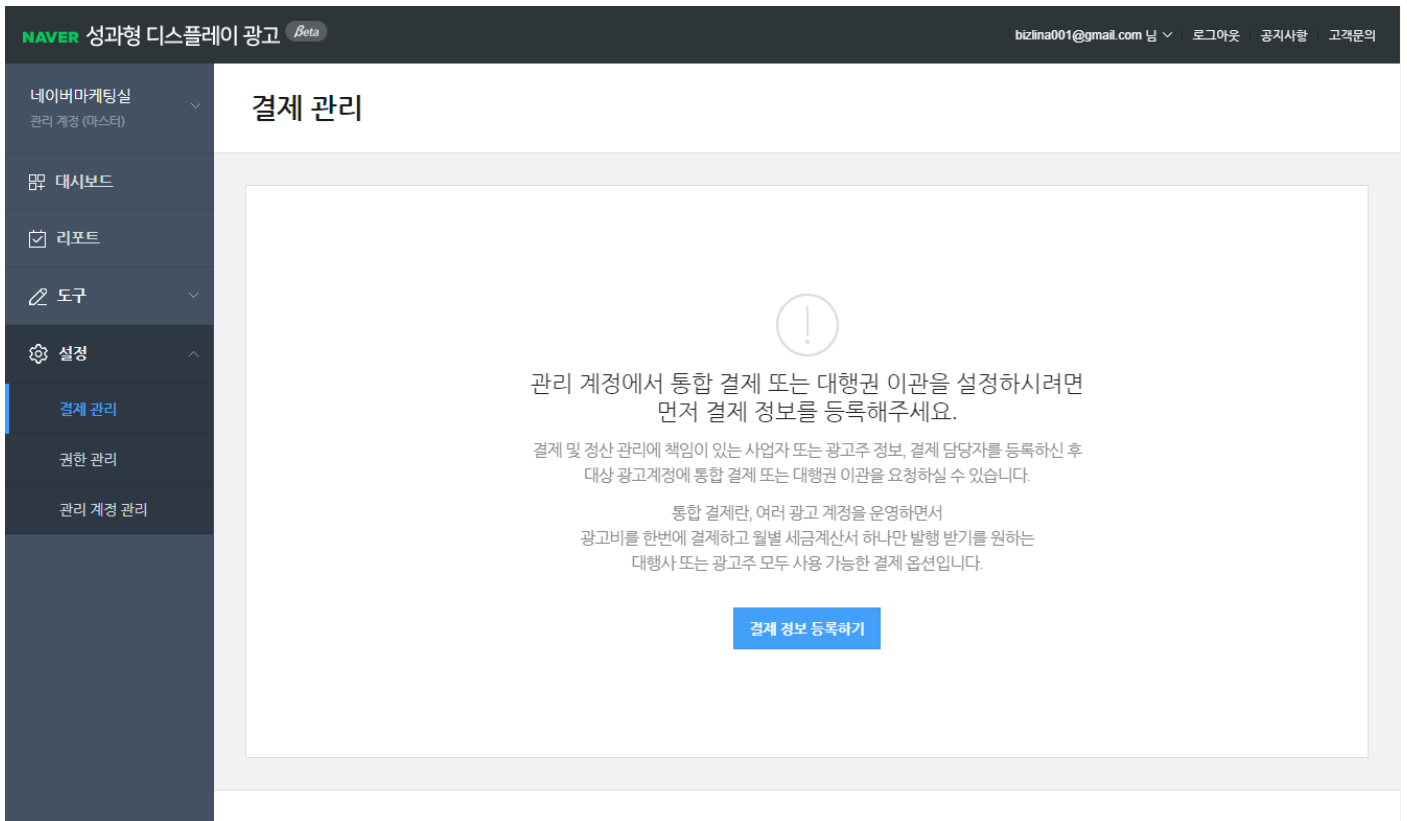 NAVER 성과형 디스플레이 광고 Beta
bizlina001@gmail.com 님 로그아웃 공지사항 고객문의
네이버마케팅실
관리 계정 (마스터)
결제 관리
대시보드
리포트
도구
설정
결제 관리
권한 관리
관리 계정 관리
관리 계정에서 통합 결제 또는 대행권 이관을 설정하시려면
먼저 결제 정보를 등록해주세요.
결제 및 정산 관리에 책임이 있는 사업자 또는 광고주 정보, 결제 담당자를 등록하신 후
대상 광고계정에 통합 결제 또는 대행권 이관을 요청하실 수 있습니다.
통합 결제란, 여러 광고 계정을 운영하면서
광고비를 한번에 결제하고 월별 세금계산서 하나만 발행 받기를 원하는
대행사 또는 광고주 모두 사용 가능한 결제 옵션입니다.
결제 정보 등록하기